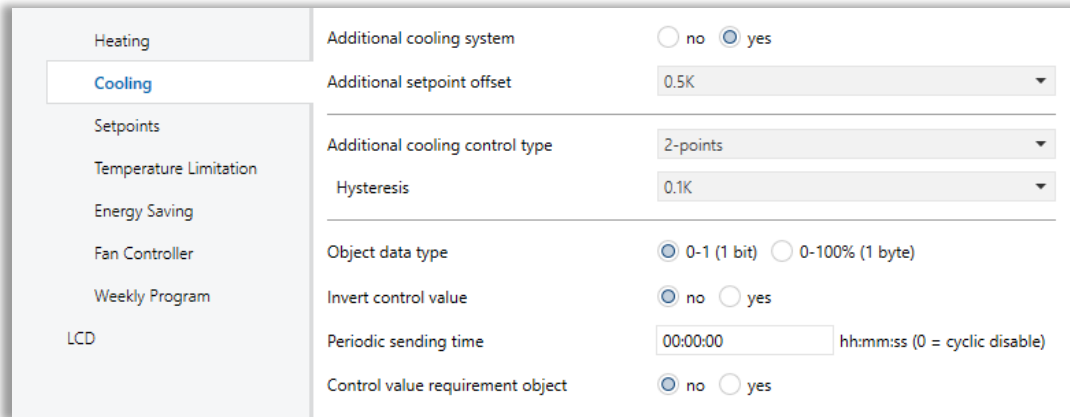 Heating
Cooling
Setpoints
Temperature Limitation
Energy Saving
Fan Controller
Weekly Program
LCD
Additional cooling system no yes
Additional setpoint offset 0.5K
Additional cooling control type 2-points
Hysteresis 0.1K
Object data type 0-1 (1 bit) 0-100% (1 byte)
Invert control value no yes
Periodic sending time 00:00:00 hh:mm:ss (0 = cyclic disable)
Control value requirement object no yes